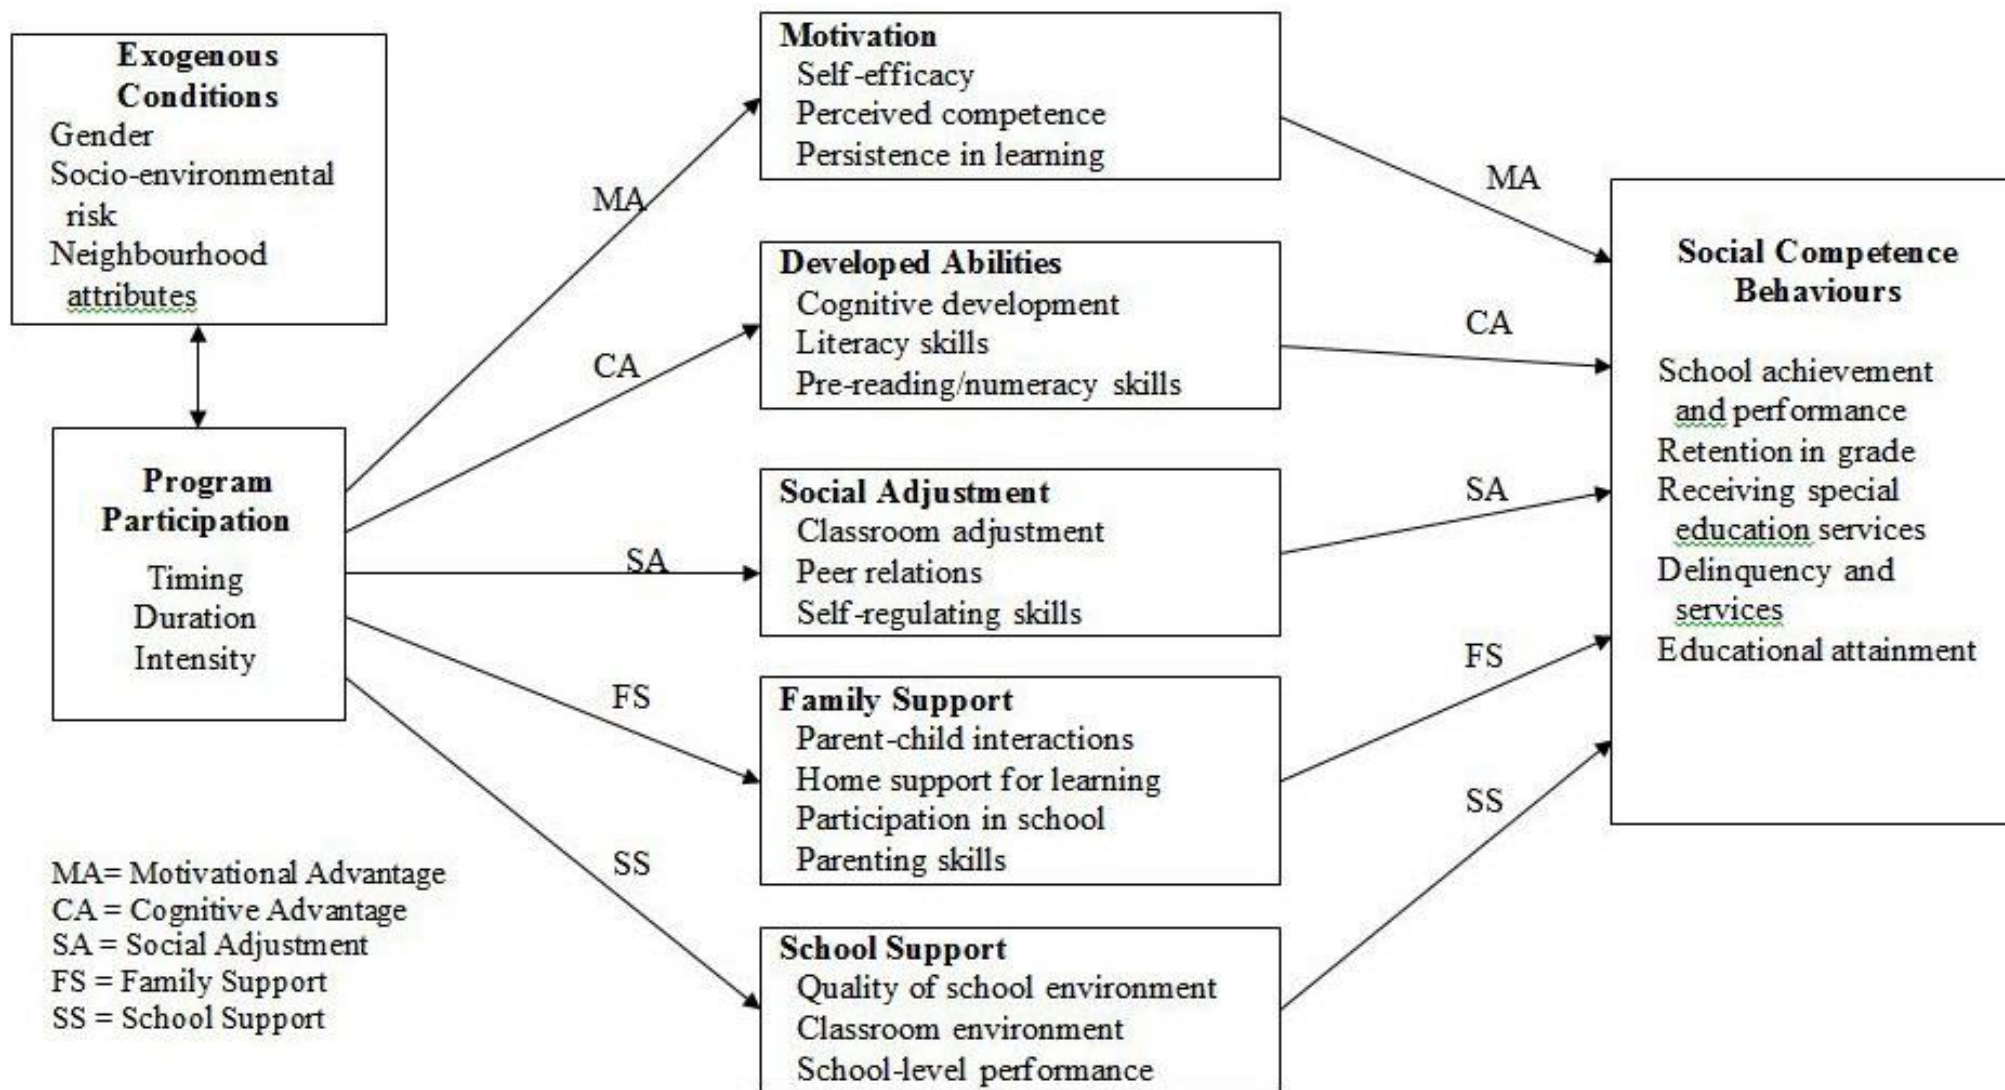 Exogenous
Conditions
Gender
Socio-environmental
risk
Neighbourhood
attributes
Program
Participation
Timing
Duration
Intensity
MA
CA
SA
FS
SS
Motivation
Self-efficacy
Perceived competence
Persistence in learning
Developed Abilities
Cognitive development
Literacy skills
Pre-reading/numeracy skills
Social Adjustment
Classroom adjustment
Peer relations
Self-regulating skills
Family Support
Parent-child interactions
Home support for learning
Participation in school
Parenting skills
School Support
Quality of school environment
Classroom environment
School-level performance
MA
CA
SA
FS
SS
Social Competence
Behaviours
School achievement
and performance
Retention in grade
Receiving special
education services
Delinquency and
services
Educational attainment
MA= Motivational Advantage
CA = Cognitive Advantage
SA = Social Adjustment
FS = Family Support
SS = School Support